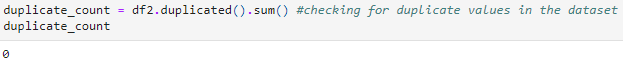 duplicate_count = df2.duplicated().sum() #checking for duplicate values in the dataset
duplicate_count
0